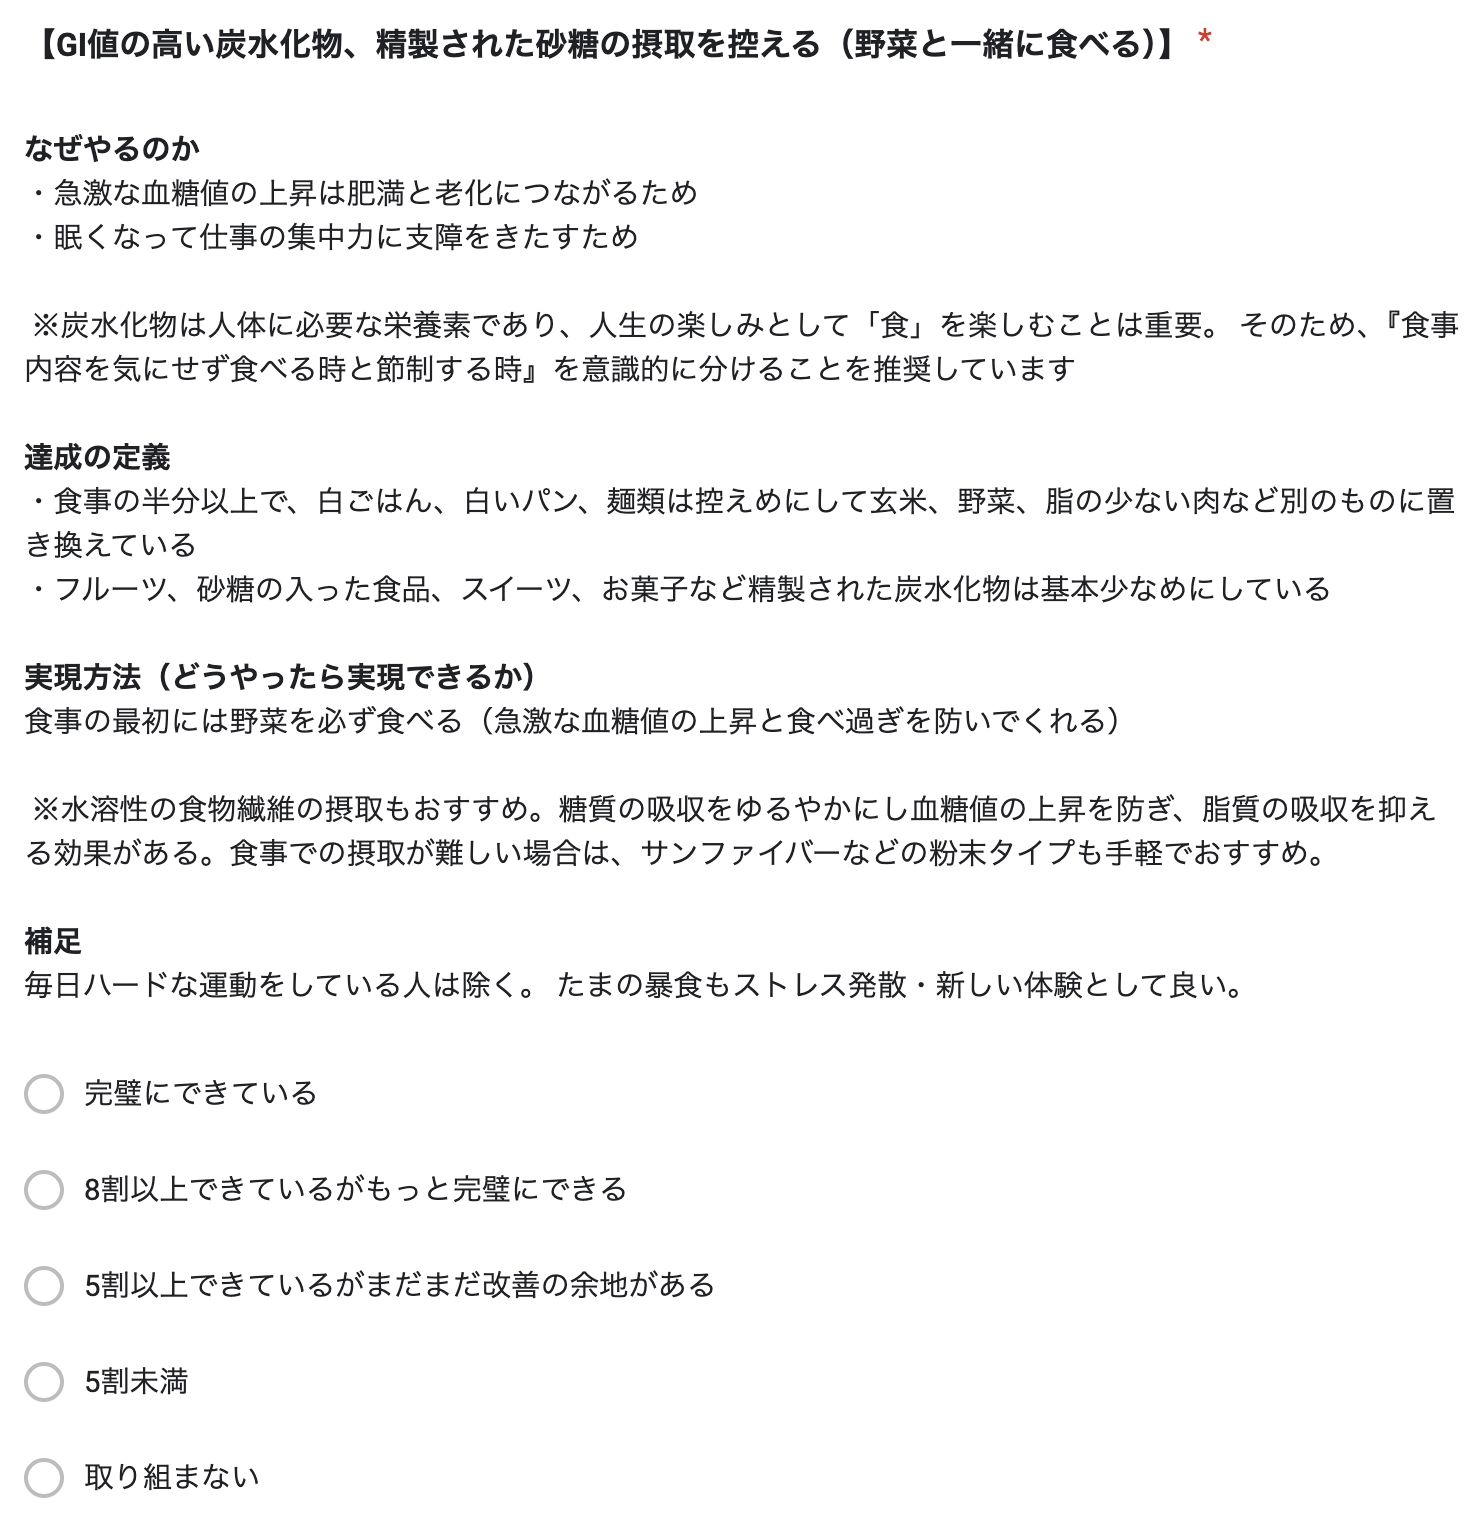 【GI値の高い炭水化物、精製された砂糖の摂取を控える（野菜と一緒に食べる）】 *
なぜやるのか
・急激な血糖値の上昇は肥満と老化につながるため
・眠くなって仕事の集中力に支障をきたすため
※炭水化物は人体に必要な栄養素であり、人生の楽しみとして「食」を楽しむことは重要。 そのため、『食事
内容を気にせず食べる時と節制する時』を意識的に分けることを推奨しています
達成の定義
・食事の半分以上で、白ごはん、白いパン、麺類は控えめにして玄米、野菜、脂の少ない肉など別のものに置
き換えている
・フルーツ、砂糖の入った食品、スイーツ、お菓子など精製された炭水化物は基本少なめにしている
実現方法（どうやったら実現できるか）
食事の最初には野菜を必ず食べる（急激な血糖値の上昇と食べ過ぎを防いでくれる）
※水溶性の食物繊維の摂取もおすすめ。糖質の吸収をゆるやかにし血糖値の上昇を防ぎ、脂質の吸収を抑え
る効果がある。食事での摂取が難しい場合は、サンファイバーなどの粉末タイプも手軽でおすすめ。
補足
毎日ハードな運動をしている人は除く。 たまの暴食もストレス発散・新しい体験として良い。
完璧にできている
8割以上できているがもっと完璧にできる
5割以上できているがまだまだ改善の余地がある
5割未満
取り組まない